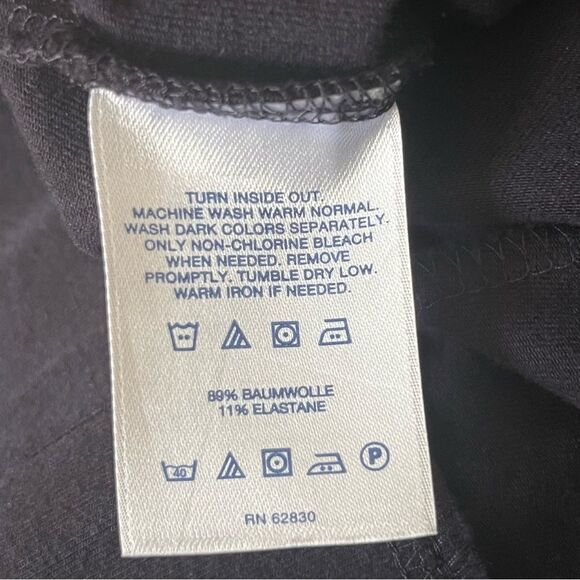 TURN INSIDE OUT.
MACHINE WASH WARM NORMAL.
WASH DARK COLORS SEPARATELY.
ONLY NON-CHLORINE BLEACH
WHEN NEEDED. REMOVE
PROMPTLY. TUMBLE DRY LOW.
WARM IRON IF NEEDED.
89% BAUMWOLLE
11% ELASTANE
40 P
RN 62830